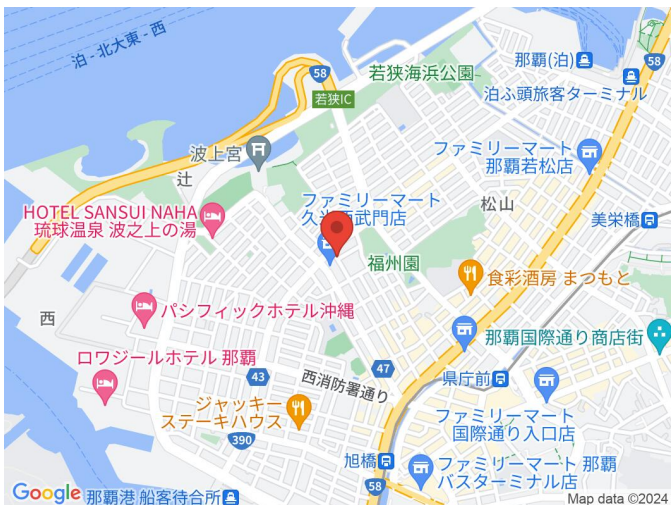 泊 - 北大東 - 西
58
若狭IC
若狭海浜公園
那覇(泊)
58
泊ふ頭旅客ターミナル
波上宮
辻
ファミリーマート
那覇若松店
HOTEL SANSUI NAHA
琉球温泉 波之上の湯
ファミリーマート
松山
美栄橋
福州園
食彩酒房 まつもと
西
パシフィックホテル沖縄
那覇国際通り商店街
ロワジールホテル 那覇
43
西消防署通り
47
県庁前
ジャッキー
ステーキハウス
ファミリーマート
国際通り入口店
390
旭橋
ファミリーマート 那覇
バスターミナル店
58
Google
那覇港 船客待合所
Map data ©2024